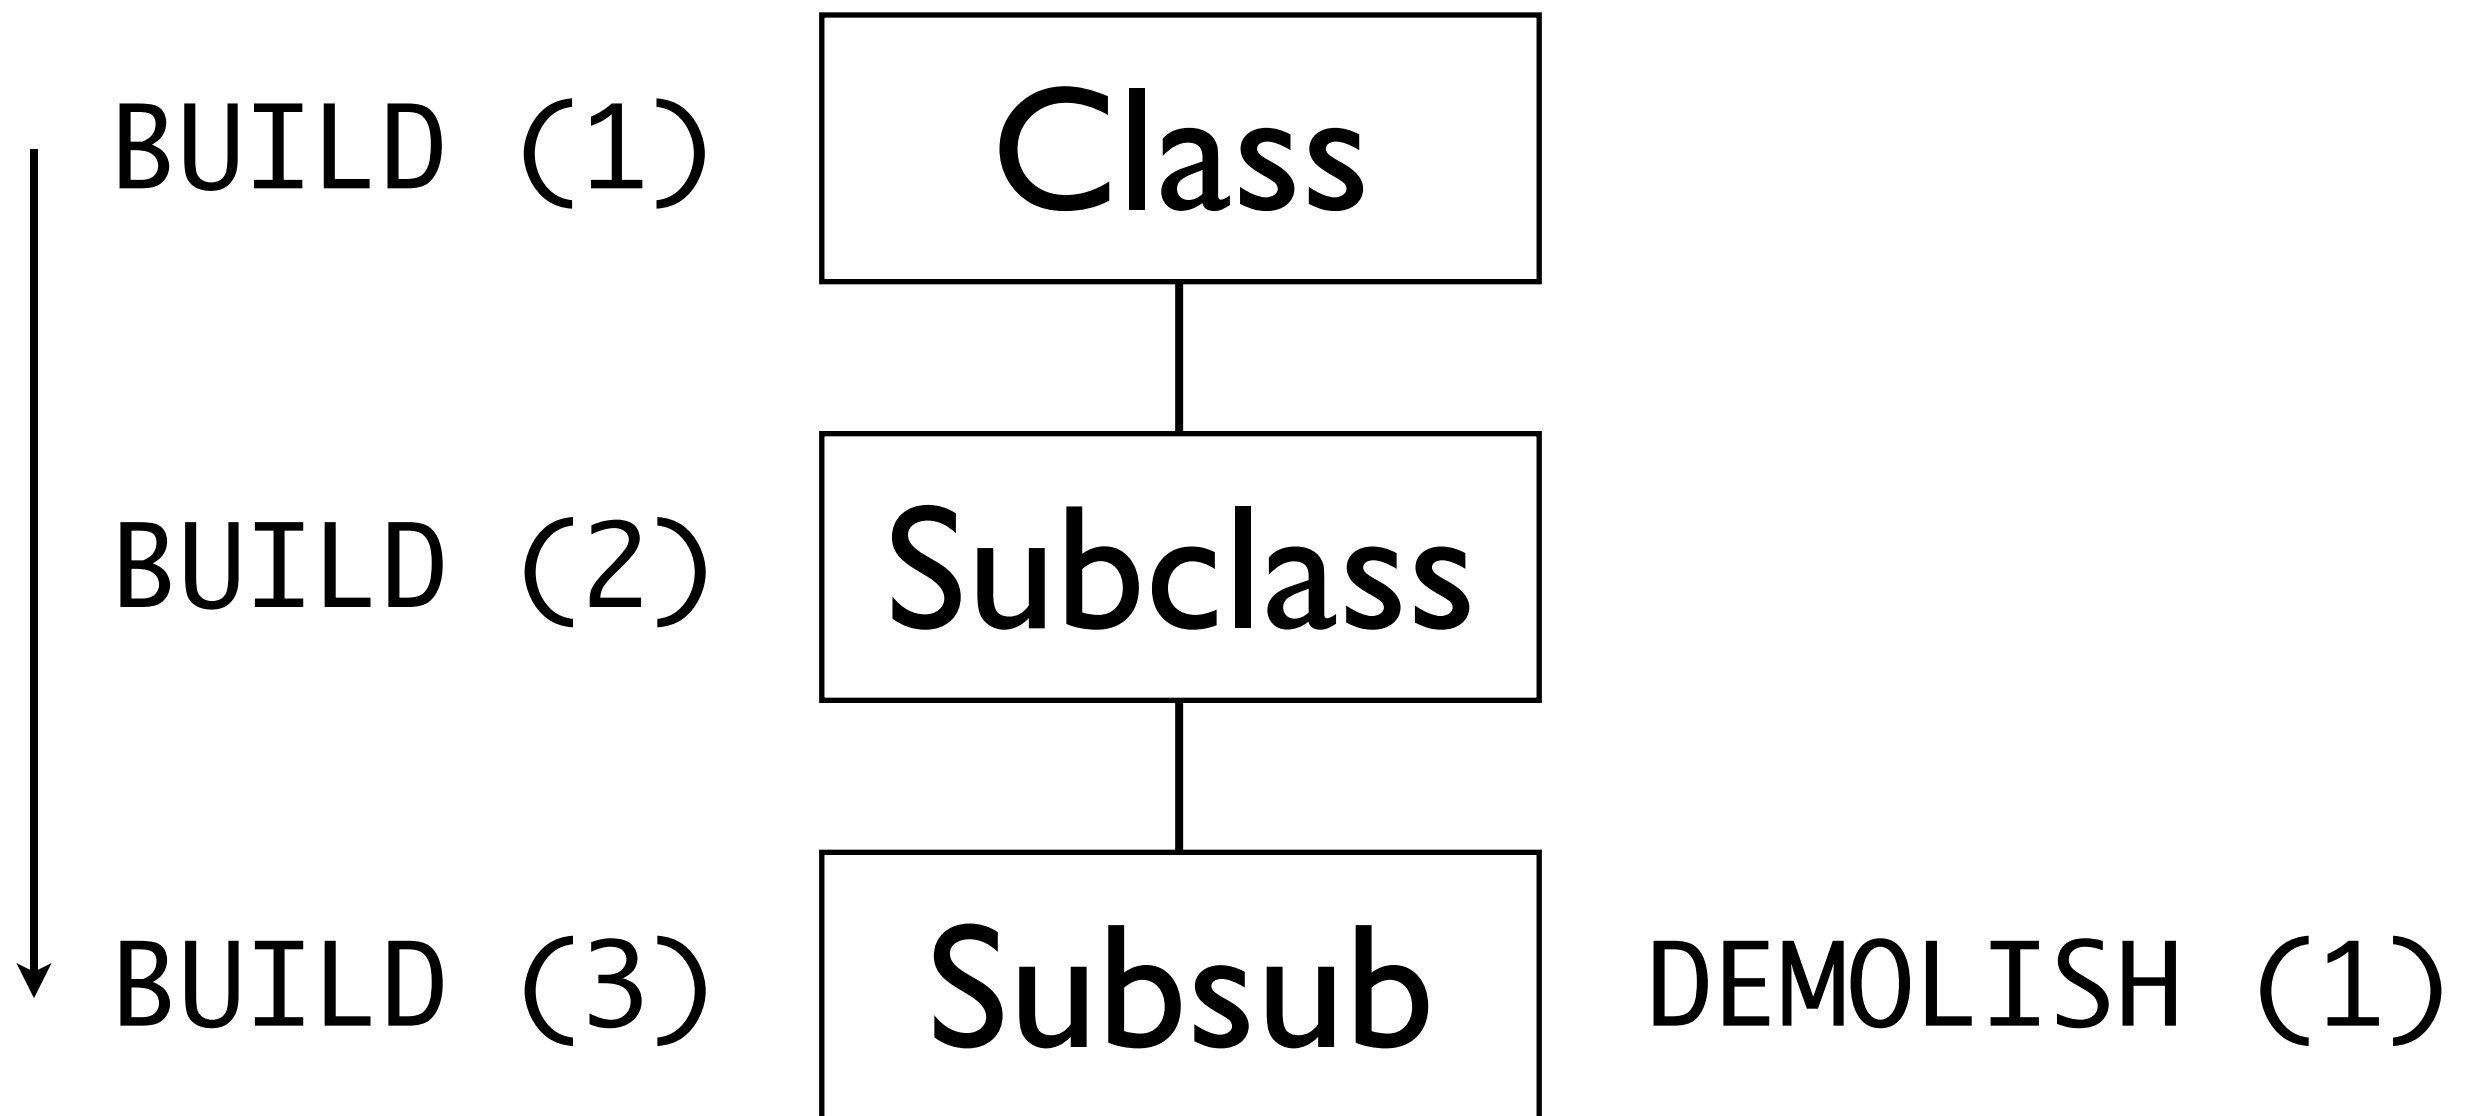 BUILD (1) Class
BUILD (2) Subclass
BUILD (3) Subsub DEMOLISH (1)